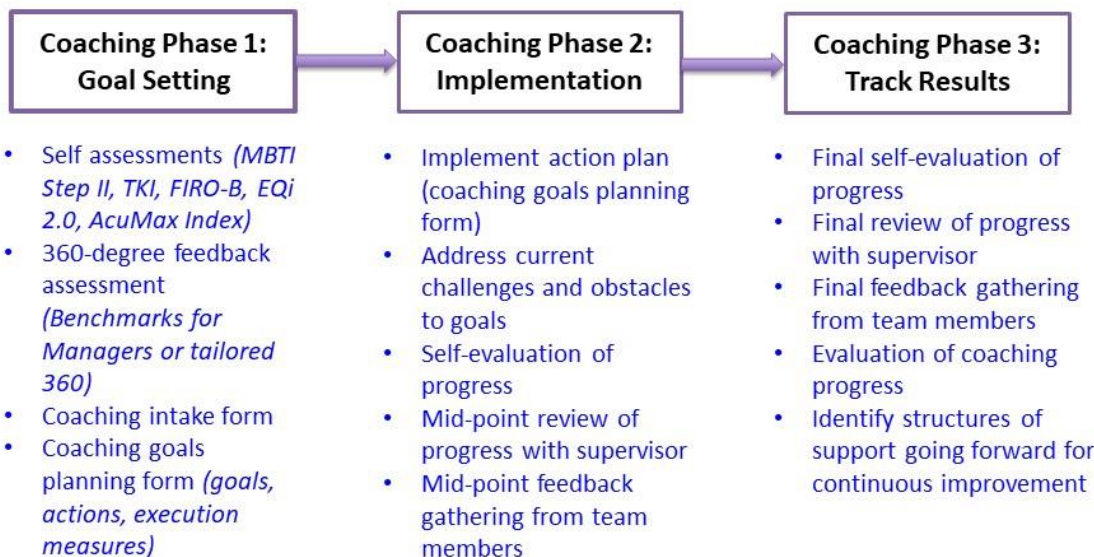 Coaching Phase 1:
Goal Setting
• Self assessments (MBTI
Step II, TKI, FIRO-B, EQi
2.0, AcuMax Index)
• 360-degree feedback
assessment
(Benchmarks for
Managers or tailored
360)
• Coaching intake form
• Coaching goals
planning form (goals,
actions, execution
measures)
Coaching Phase 2:
Implementation
• Implement action plan
(coaching goals planning
form)
• Address current
challenges and obstacles
to goals
• Self-evaluation of
progress
• Mid-point review of
progress with supervisor
• Mid-point feedback
gathering from team
members
Coaching Phase 3:
Track Results
• Final self-evaluation of
progress
• Final review of progress
with supervisor
• Final feedback gathering
from team members
• Evaluation of coaching
progress
• Identify structures of
support going forward for
continuous improvement